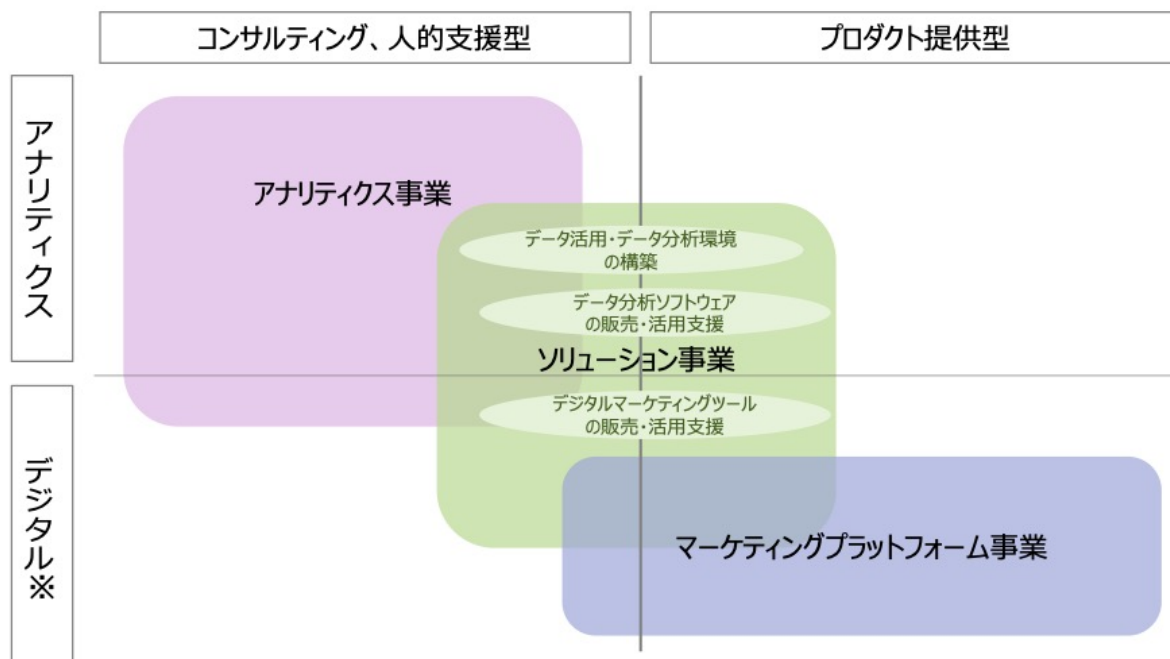 コンサルティング、人的支援型
プロダクト提供型
アナリティクス
アナリティクス事業
データ活用・データ分析環境
の構築
データ分析ソフトウェア
の販売・活用支援
ソリューション事業
デジタルマーケティングツール
の販売・活用支援
デジタル※
マーケティングプラットフォーム事業